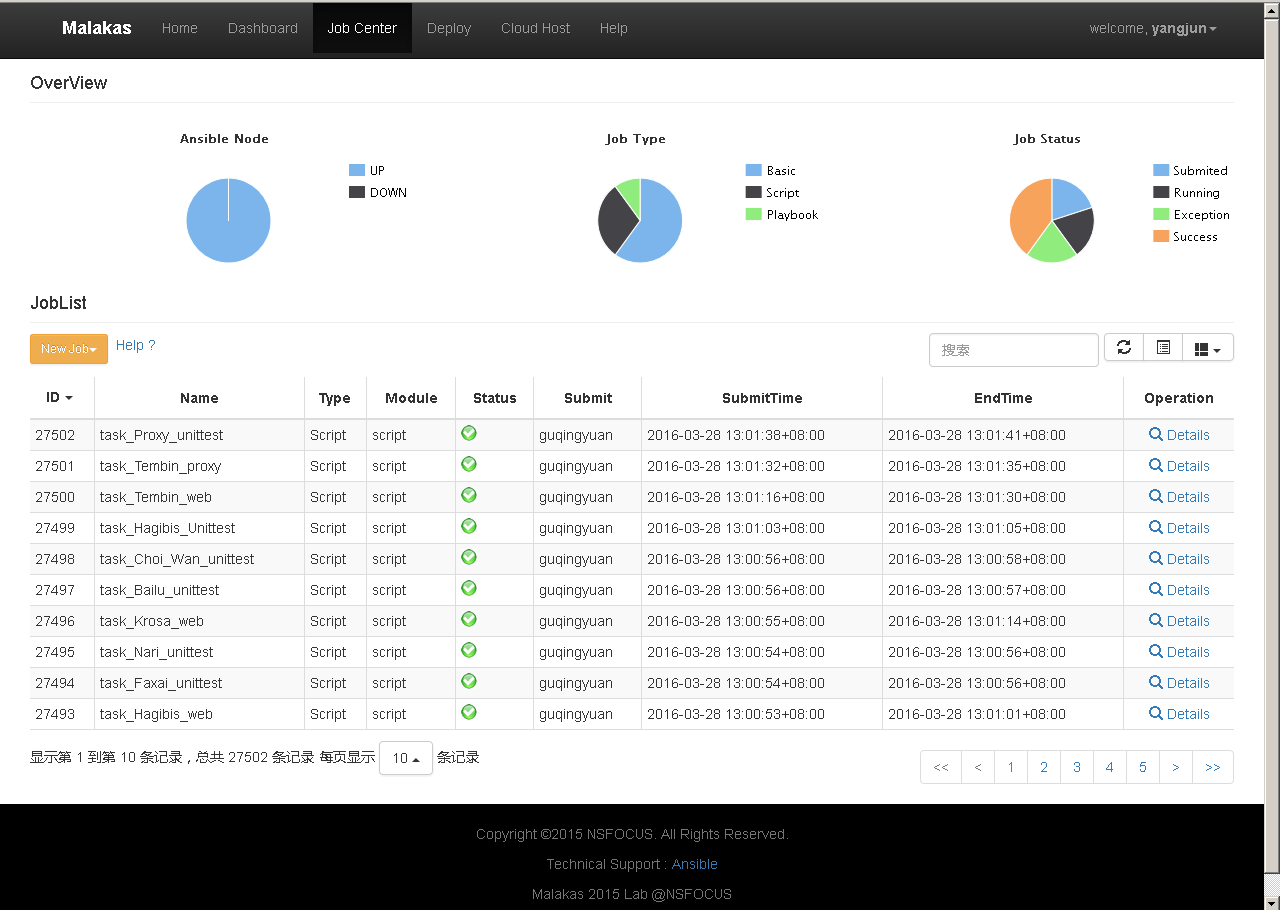 Malakas Home Dashboard Job Center Deploy Cloud Host Help welcome, yangjun
OverView
Ansible Node
UP
DOWN
Job Type
Basic
Script
Playbook
Job Status
Submited
Running
Exception
Success
JobList
New Job Help ? 搜索
ID Name Type Module Status Submit SubmitTime EndTime Operation
27502 task_Proxy_unittest Script script guqingyuan 2016-03-28 13:01:38+08:00 2016-03-28 13:01:41+08:00 Details
27501 task_Tembin_proxy Script script guqingyuan 2016-03-28 13:01:32+08:00 2016-03-28 13:01:35+08:00 Details
27500 task_Tembin_web Script script guqingyuan 2016-03-28 13:01:16+08:00 2016-03-28 13:01:30+08:00 Details
27499 task_Hagibis_Unittest Script script guqingyuan 2016-03-28 13:01:03+08:00 2016-03-28 13:01:05+08:00 Details
27498 task_Choi_Wan_unittest Script script guqingyuan 2016-03-28 13:00:56+08:00 2016-03-28 13:00:58+08:00 Details
27497 task_Bailu_unittest Script script guqingyuan 2016-03-28 13:00:56+08:00 2016-03-28 13:00:57+08:00 Details
27496 task_Krosa_web Script script guqingyuan 2016-03-28 13:00:55+08:00 2016-03-28 13:01:14+08:00 Details
27495 task_Nari_unittest Script script guqingyuan 2016-03-28 13:00:54+08:00 2016-03-28 13:00:56+08:00 Details
27494 task_Faxai_unittest Script script guqingyuan 2016-03-28 13:00:54+08:00 2016-03-28 13:00:56+08:00 Details
27493 task_Hagibis_web Script script guqingyuan 2016-03-28 13:00:53+08:00 2016-03-28 13:01:01+08:00 Details
显示第 1 到第 10 条记录，总共 27502 条记录 每页显示 10 条记录
<< < 1 2 3 4 5 > >>
Copyright ©2015 NSFOCUS. All Rights Reserved.
Technical Support : Ansible
Malakas 2015 Lab @NSFOCUS